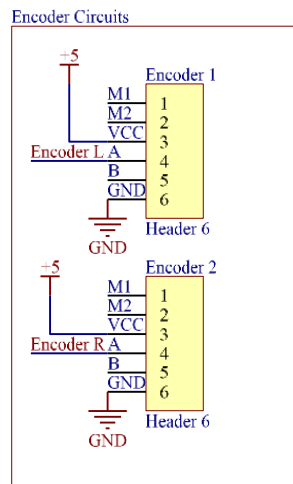 Encoder Circuits
+5
Encoder 1
M1
1
M2
2
VCC
3
Encoder L A
4
B
5
GND
6
GND
Header 6
+5
Encoder 2
M1
1
M2
2
VCC
3
Encoder R A
4
B
5
GND
6
GND
Header 6